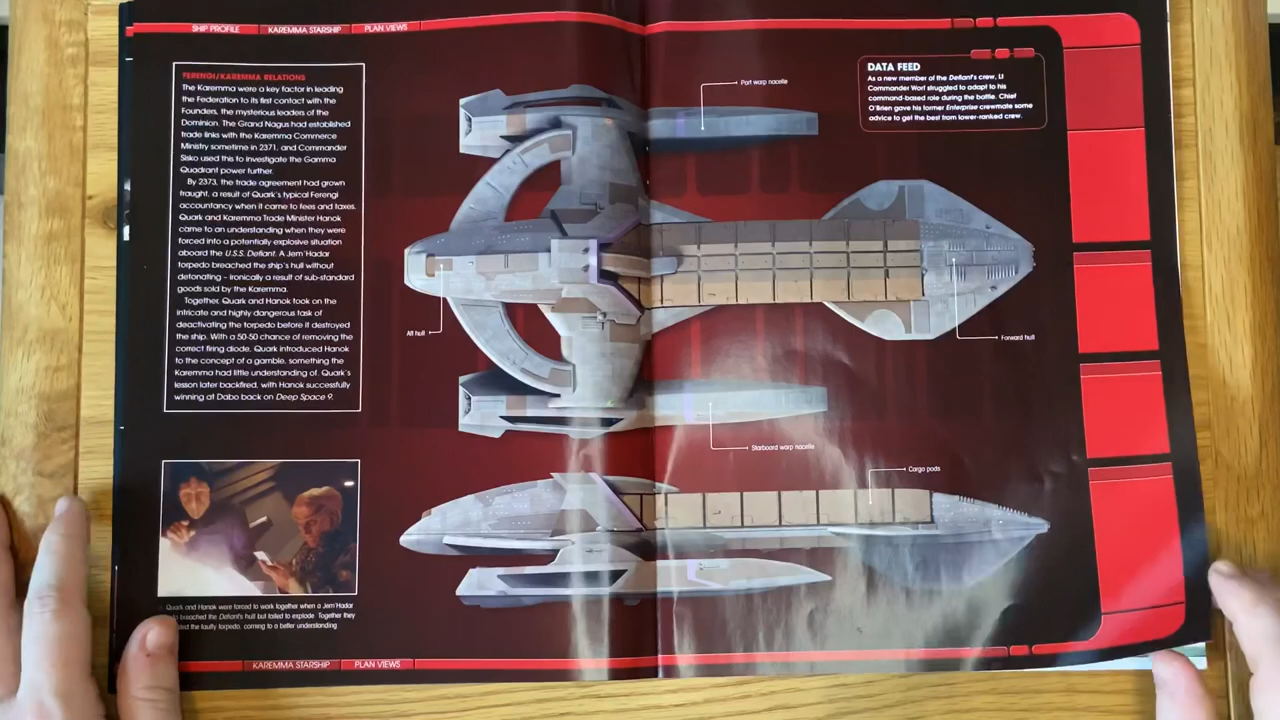 SHIP PROFILE
KAREMMA STARSHIP
PLAN VIEWS
FERENGI/KAREMMA RELATIONS
The Karemma were a key factor in leading
the Federation to its first contact with the
Founders, the mysterious leaders of the
Dominion. The Grand Nagus had established
trade links with the Karemma Commerce
Ministry sometime in 2371, and Commander
Sisko used this to investigate the Gamma
Quadrant power further.
By 2373, the trade agreement had grown
fraught, a result of Quark's typical Ferengi
accountancy when it came to fees and taxes.
Quark and Karemma Trade Minister Hanok
came to an understanding when they were
forced into a potentially explosive situation
aboard the U.S.S. Defiant. A Jem'Hadar
torpedo breached the ship's hull without
detonating – ironically a result of sub-standard
goods sold by the Karemma.
Together, Quark and Hanok took on the
intricate and highly dangerous task of
deactivating the torpedo before it destroyed
the ship. With a 50-50 chance of removing the
correct firing diode, Quark introduced Hanok
to the concept of a gamble, something the
Karemma had little understanding of. Quark's
lesson later backfired, with Hanok successfully
winning at Dabo back on Deep Space 9.
Quark and Hanok were forced to work together when a Jem'Hadar
breached the Defiant's hull but failed to explode. Together they
the faulty torpedo, coming to a better understanding
Port warp nacelle
DATA FEED
As a new member of the Defiant's crew, Lt
Commander Worf struggled to adapt to his
command-based role during the battle. Chief
O'Brien gave his former Enterprise crewmate some
advice to get the best from lower-ranked crew.
Aft hull
Forward hull
Starboard warp nacelle
Cargo pods
KAREMMA STARSHIP
PLAN VIEWS